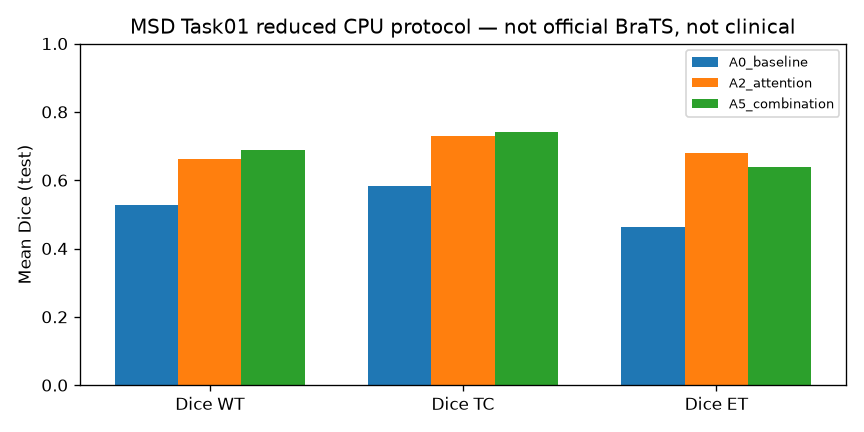 MSD Task01 reduced CPU protocol — not official BraTS, not clinical
A0_baseline
A2_attention
A5_combination
Mean Dice (test)
1.0
0.8
0.6
0.4
0.2
0.0
Dice WT
Dice TC
Dice ET